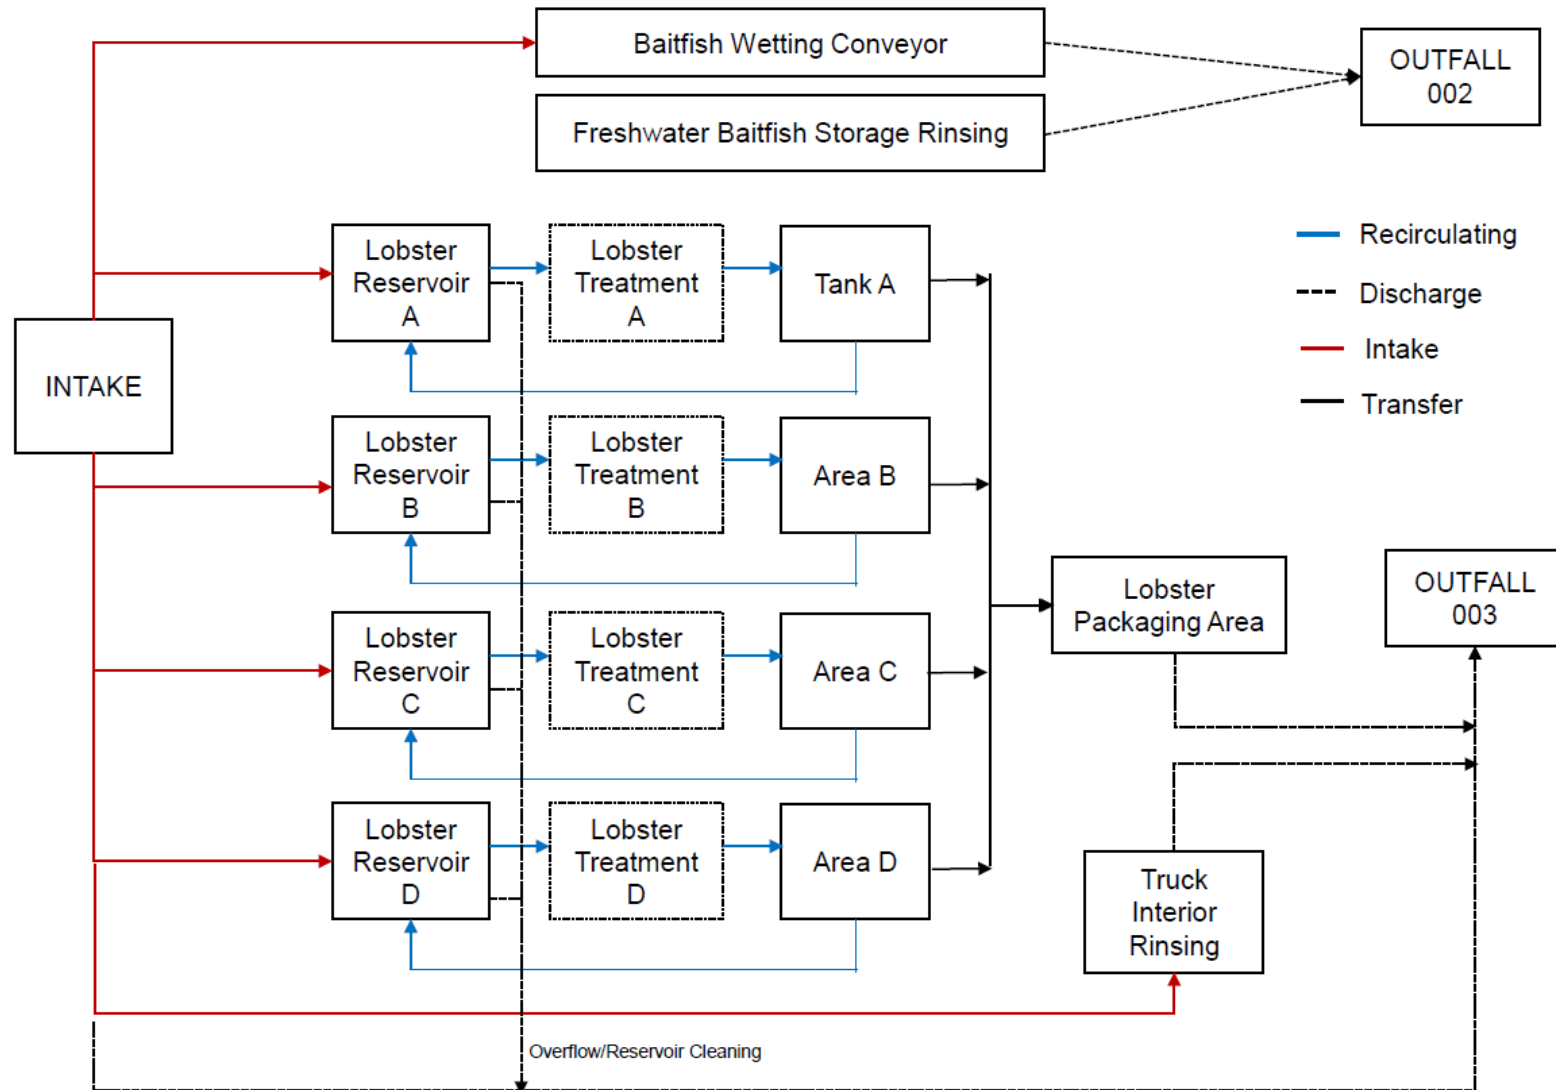 Baitfish Wetting Conveyor
OUTFALL
002
Freshwater Baitfish Storage Rinsing
Recirculating
Discharge
Intake
Transfer
INTAKE
Lobster
Reservoir
A
Lobster
Treatment
A
Tank A
Lobster
Reservoir
B
Lobster
Treatment
B
Area B
Lobster
Reservoir
C
Lobster
Treatment
C
Area C
Lobster
Reservoir
D
Lobster
Treatment
D
Area D
Lobster
Packaging Area
OUTFALL
003
Truck
Interior
Rinsing
Overflow/Reservoir Cleaning